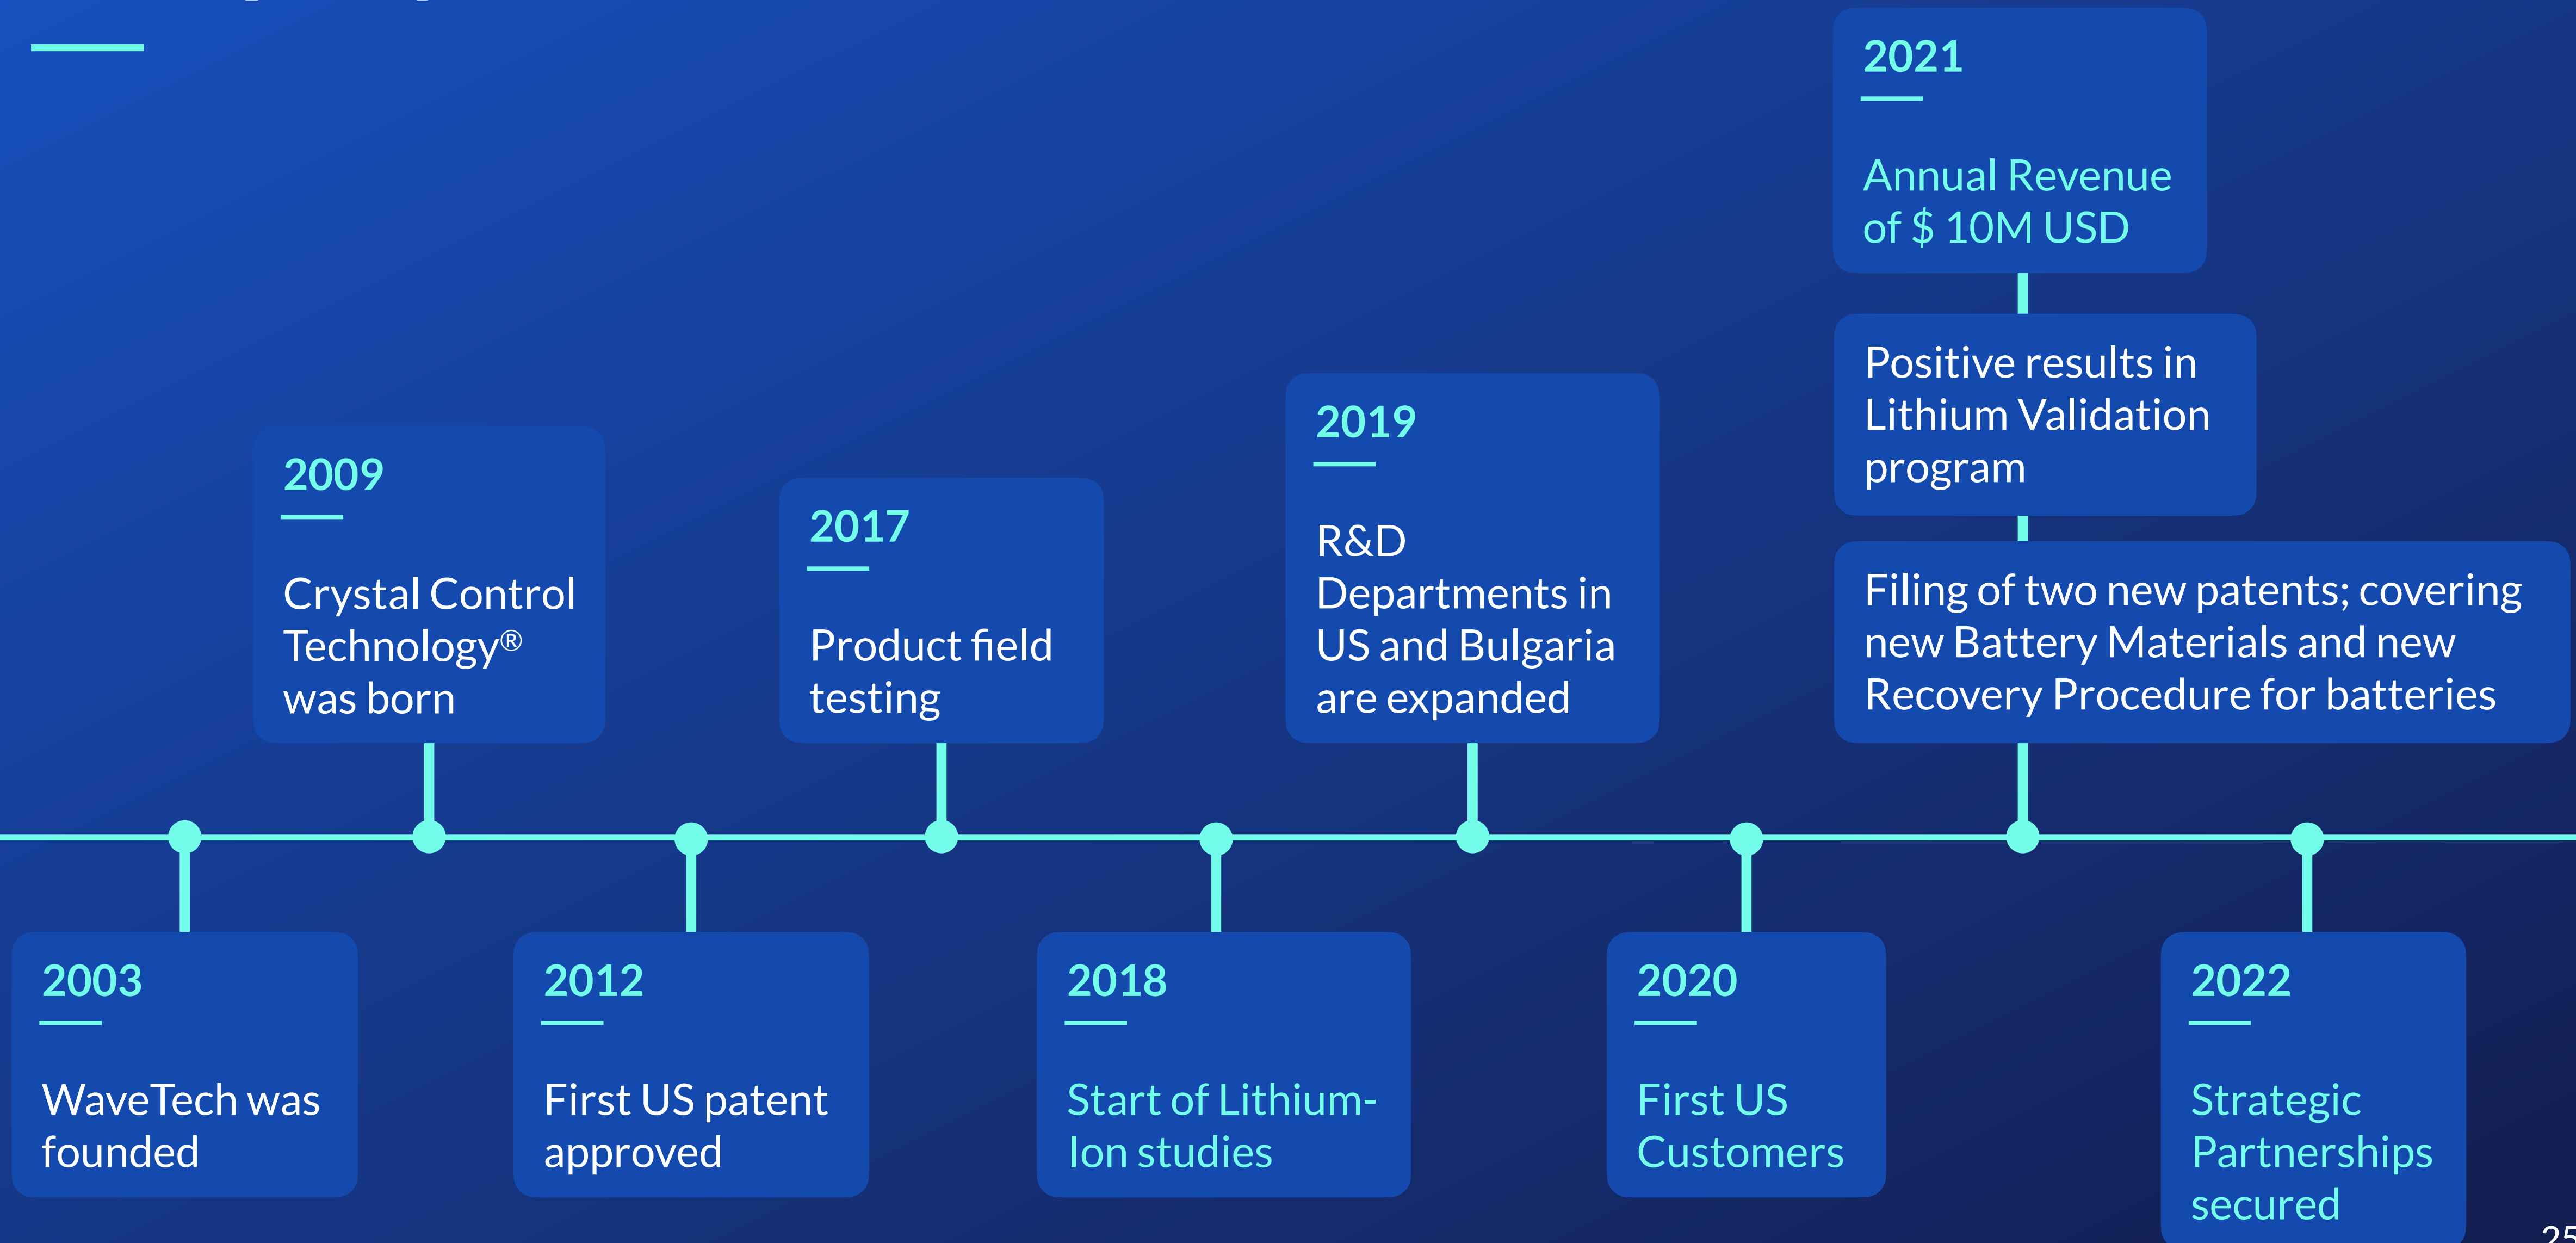 2003
WaveTech was
founded
2009
Crystal Control
Technology®
was born
2012
First US patent
approved
2017
Product field
testing
2018
Start of Lithium-
Ion studies
2019
R&D
Departments in
US and Bulgaria
are expanded
2020
First US
Customers
2021
Annual Revenue
of $ 10M USD
Positive results in
Lithium Validation
program
Filing of two new patents; covering
new Battery Materials and new
Recovery Procedure for batteries
2022
Strategic
Partnerships
secured
25